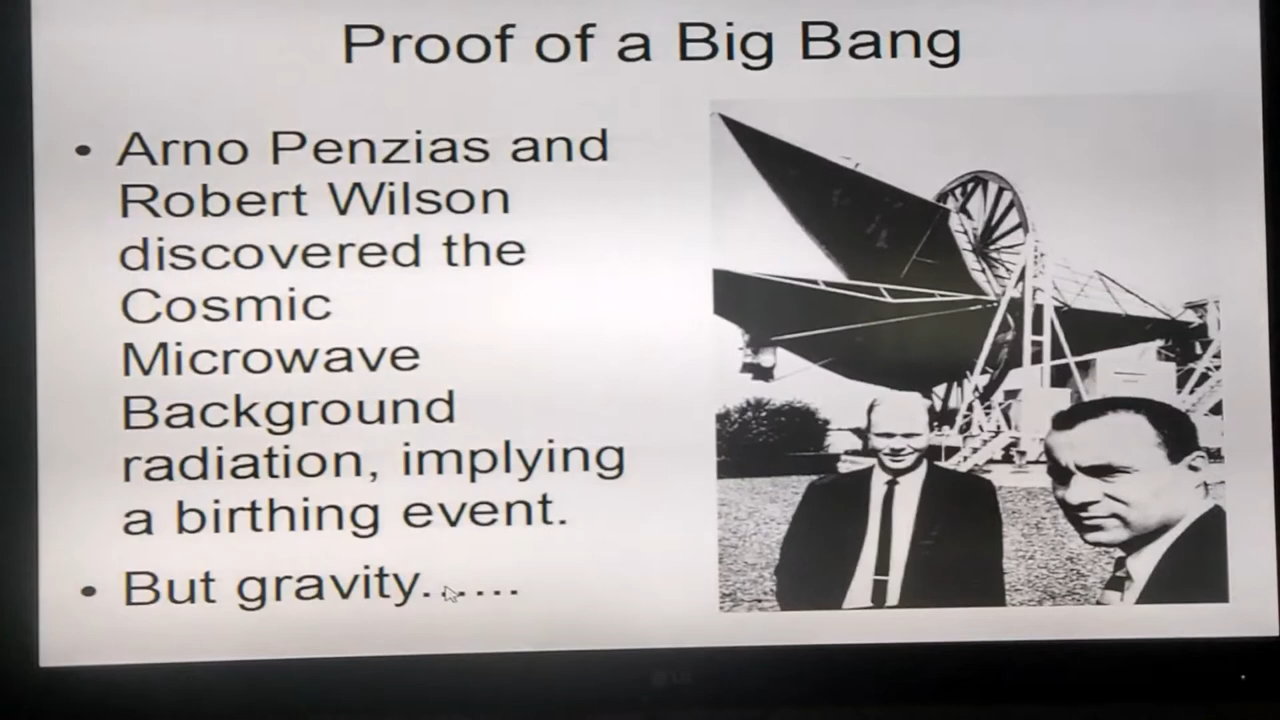 Proof of a Big Bang
• Arno Penzias and
Robert Wilson
discovered the
Cosmic
Microwave
Background
radiation, implying
a birthing event.
• But gravity.......
LG